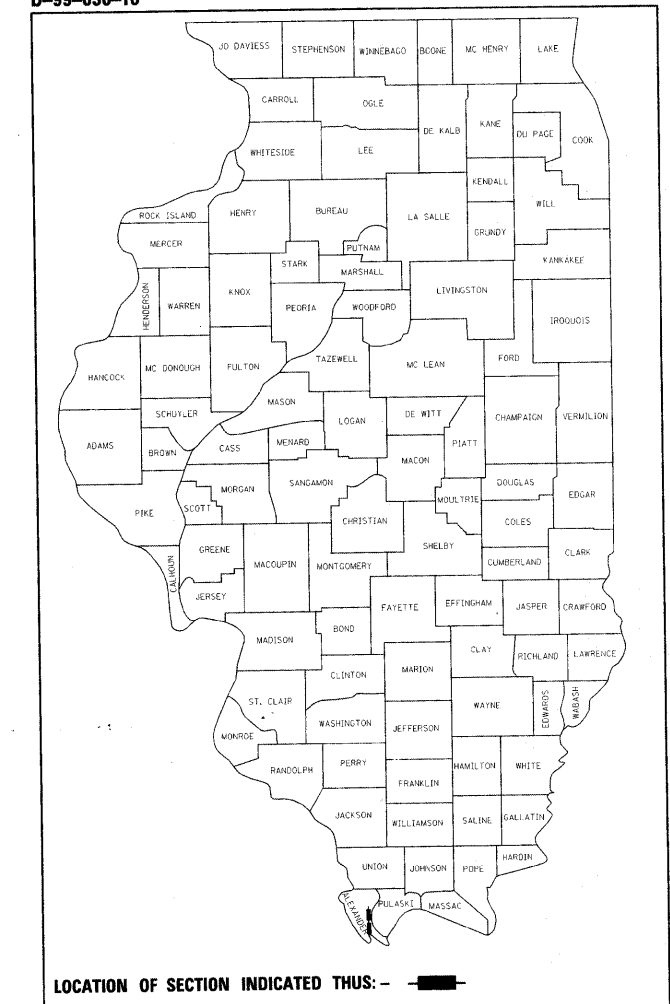 D-99-030-10
JO DAVIESS STEPHENSON WINNEBAGO BOONE MC HENRY LAKE
CARROLL OGLE DE KALB KANE DU PAGE COOK
WHITESIDE LEE KENDALL WILL
ROCK ISLAND HENRY BUREAU LA SALLE GRUNDY
MERCER PUTNAM KANKAKEE
HENDERSON WARREN KNOX STARK MARSHALL LIVINGSTON
PEORIA WOODFORD IROQUOIS
HANCOCK MC DONOUGH FULTON TAZEWELL MC LEAN FORD
MASON
ADAMS SCHUYLER LOGAN DE WITT CHAMPAIGN VERMILION
BROWN CASS MENARD PIATT
MACON
PIKE SCOTT MORGAN SANGAMON MOULTRIE DOUGLAS EDGAR
CHRISTIAN COLES
CALHOUN GREENE MACOUPIN MONTGOMERY SHELBY CUMBERLAND CLARK
JERSEY FAYETTE EFFINGHAM JASPER CRAWFORD
MADISON BOND
CLINTON MARION CLAY RICHLAND LAWRENCE
ST. CLAIR WAYNE EDWARDS WABASH
MONROE WASHINGTON JEFFERSON
RANDOLPH PERRY HAMILTON WHITE
FRANKLIN
JACKSON WILLIAMSON SALINE GALLATIN
UNION JOHNSON POPE HARDIN
ALEXANDER PULASKI MASSAC
LOCATION OF SECTION INDICATED THUS: -